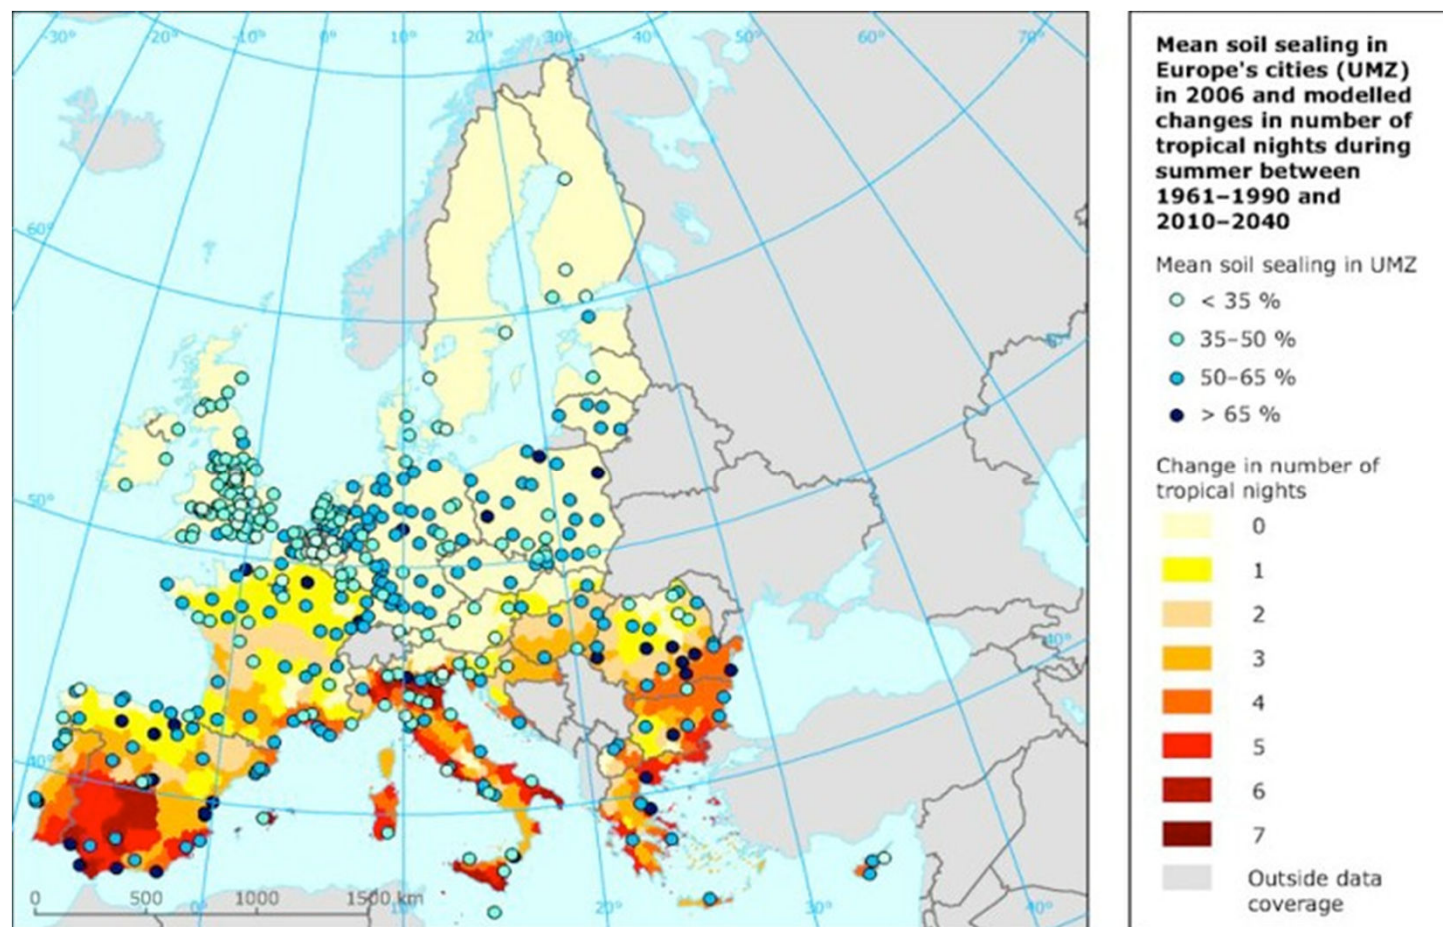 -30° -20° -10° 0° 10° 20° 30° 40° 50° 60° 70°
60°
50°
50°
40°
40°
0 500 1000 1500 km
0° 10° 20° 30° 40°
Mean soil sealing in
Europe's cities (UMZ)
in 2006 and modelled
changes in number of
tropical nights during
summer between
1961–1990 and
2010–2040
Mean soil sealing in UMZ
< 35 %
35–50 %
50–65 %
> 65 %
Change in number of
tropical nights
0
1
2
3
4
5
6
7
Outside data
coverage